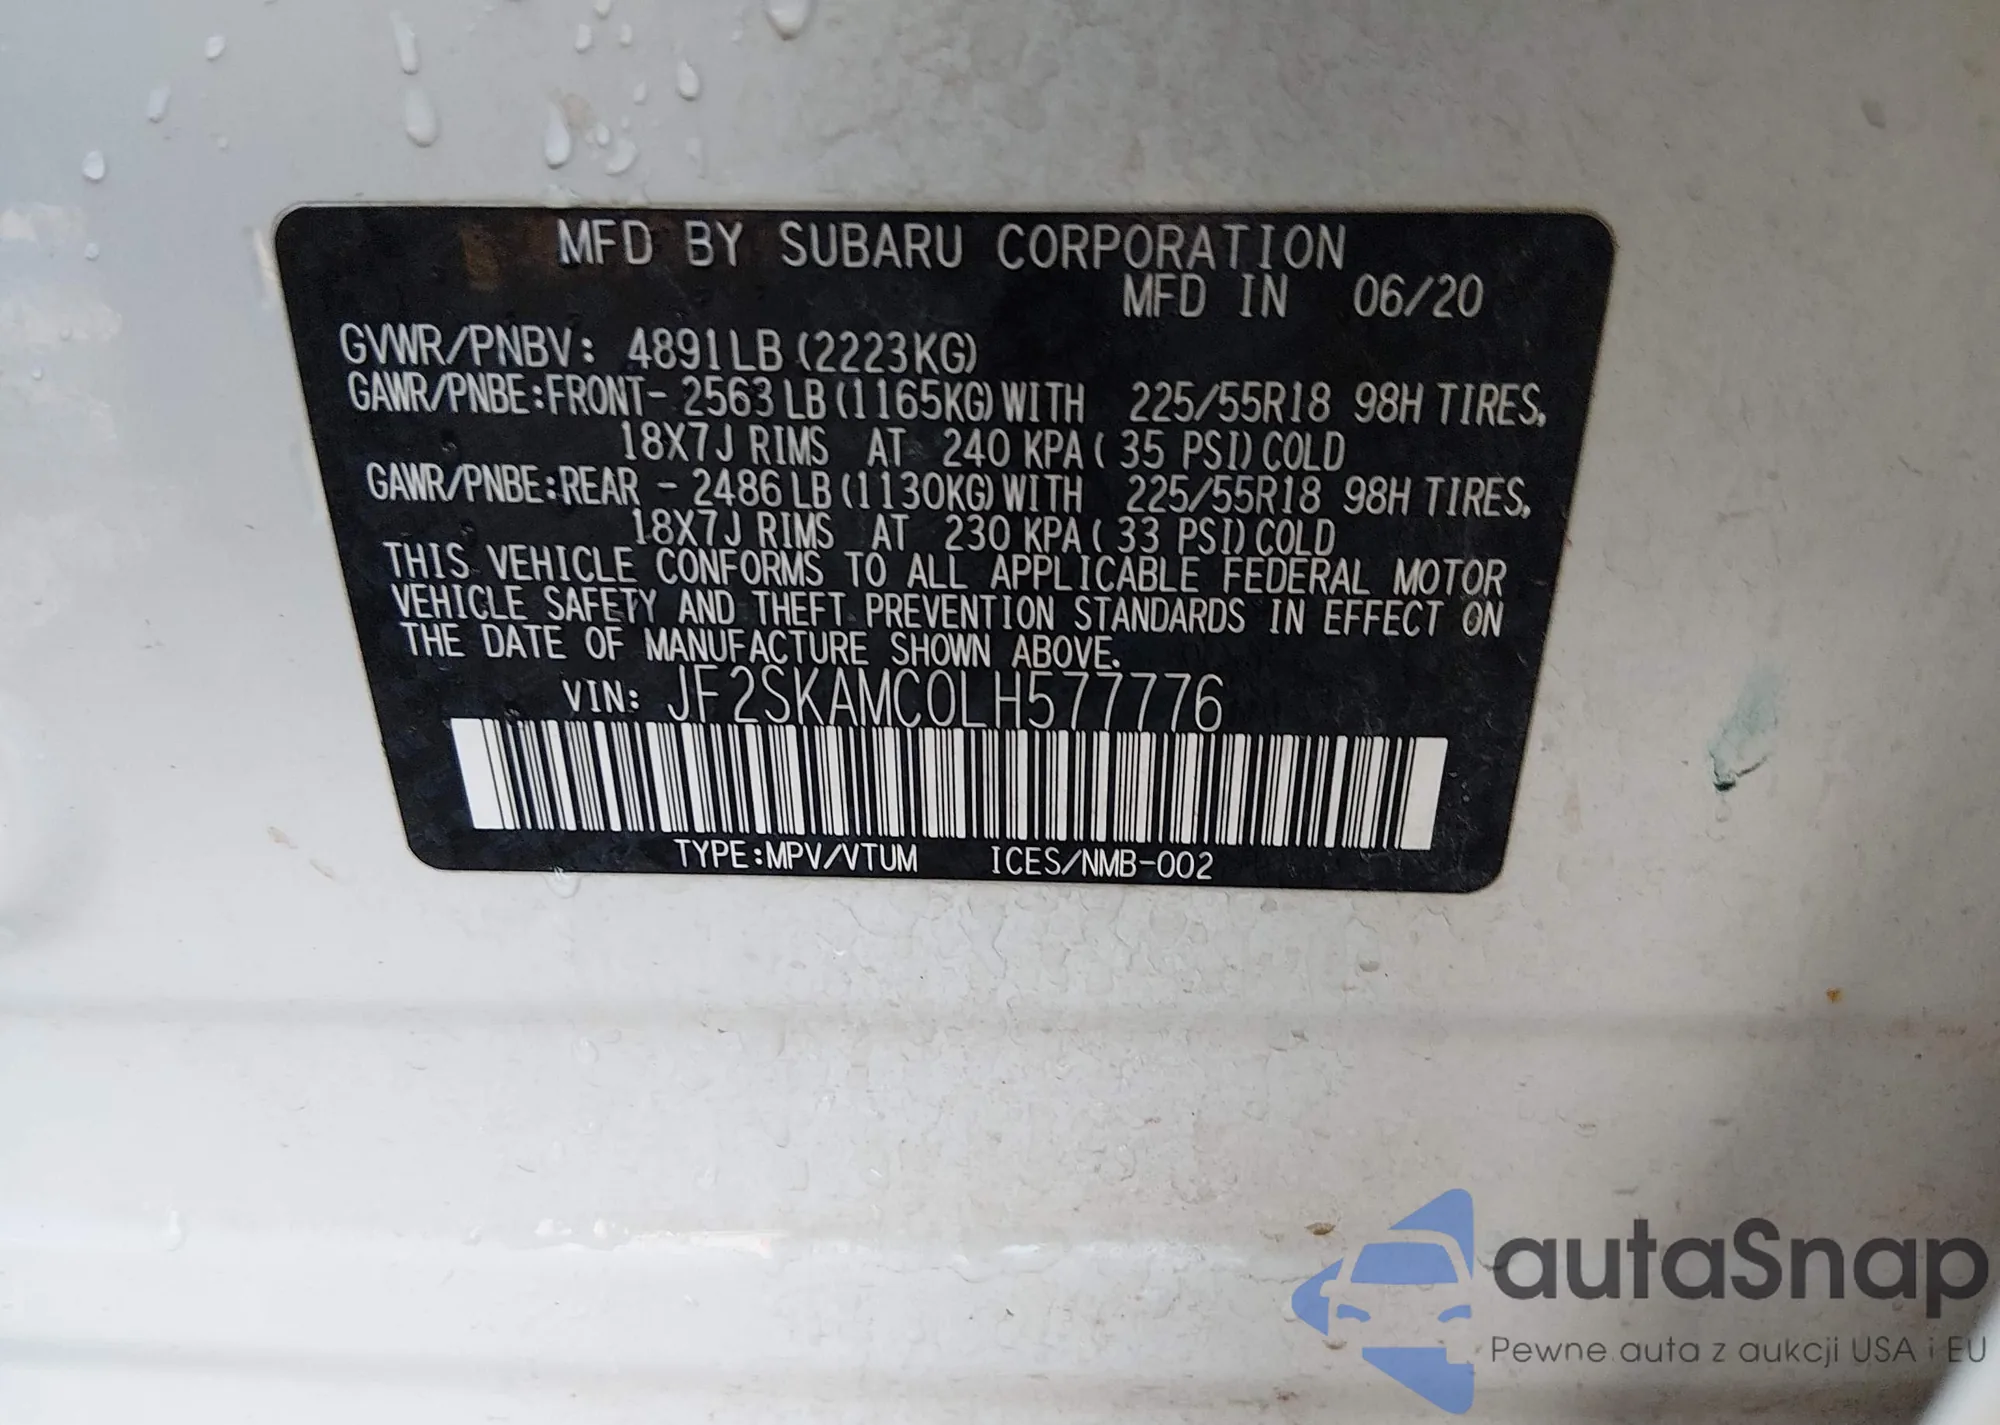 MFD BY SUBARU CORPORATION
MFD IN 06/20
GVWR/PNBV: 4891LB (2223KG)
GAWR/PNBE:FRONT- 2563 LB (1165KG) WITH 225/55R18 98H TIRES,
18X7J RIMS AT 240 KPA ( 35 PSI) COLD
GAWR/PNBE:REAR - 2486 LB (1130KG) WITH 225/55R18 98H TIRES,
18X7J RIMS AT 230 KPA ( 33 PSI) COLD
THIS VEHICLE CONFORMS TO ALL APPLICABLE FEDERAL MOTOR
VEHICLE SAFETY AND THEFT PREVENTION STANDARDS IN EFFECT ON
THE DATE OF MANUFACTURE SHOWN ABOVE.
VIN: JF2SKAMC0LH577776
TYPE:MPV/VTUM ICES/NMB-002
autaSnap
Pewne auta z aukcji USA i EU